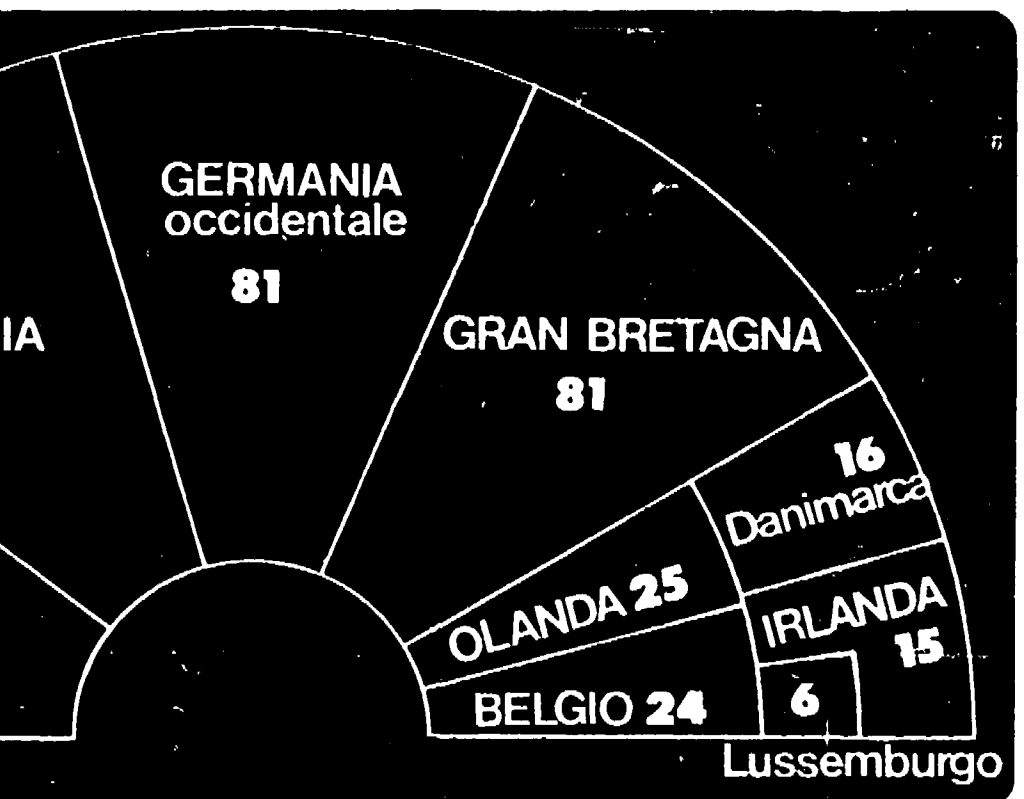 GERMANIA
occidentale
81
IA
GRAN BRETAGNA
81
16
Danimarca
OLANDA 25
IRLANDA
15
BELGIO 24
6
Lussemburgo